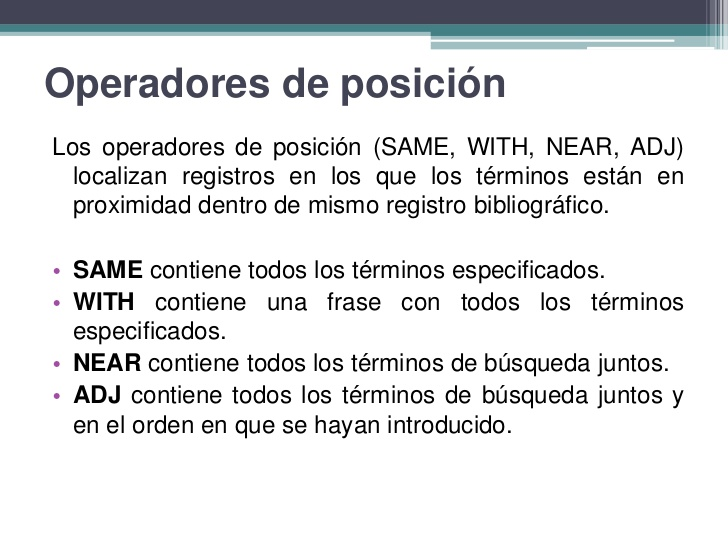 Operadores de posición
Los operadores de posición (SAME, WITH, NEAR, ADJ)
localizan registros en los que los términos están en
proximidad dentro de mismo registro bibliográfico.
• SAME contiene todos los términos especificados.
• WITH contiene una frase con todos los términos
especificados.
• NEAR contiene todos los términos de búsqueda juntos.
• ADJ contiene todos los términos de búsqueda juntos y
en el orden en que se hayan introducido.